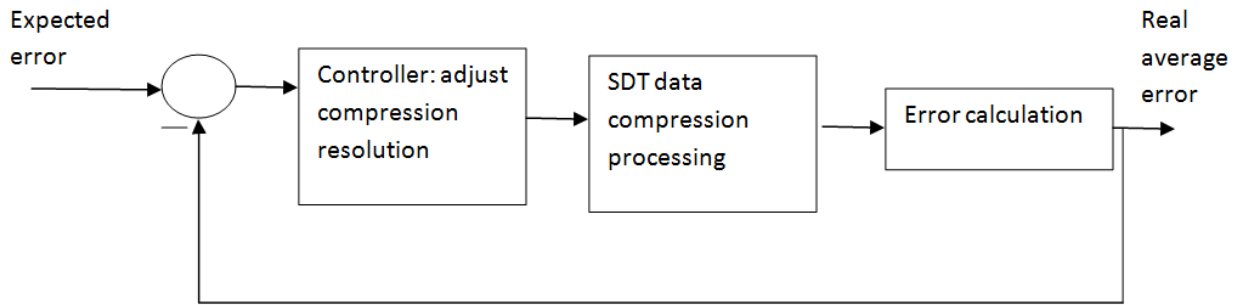 Expected
error
Controller: adjust
compression
resolution
SDT data
compression
processing
Error calculation
Real
average
error